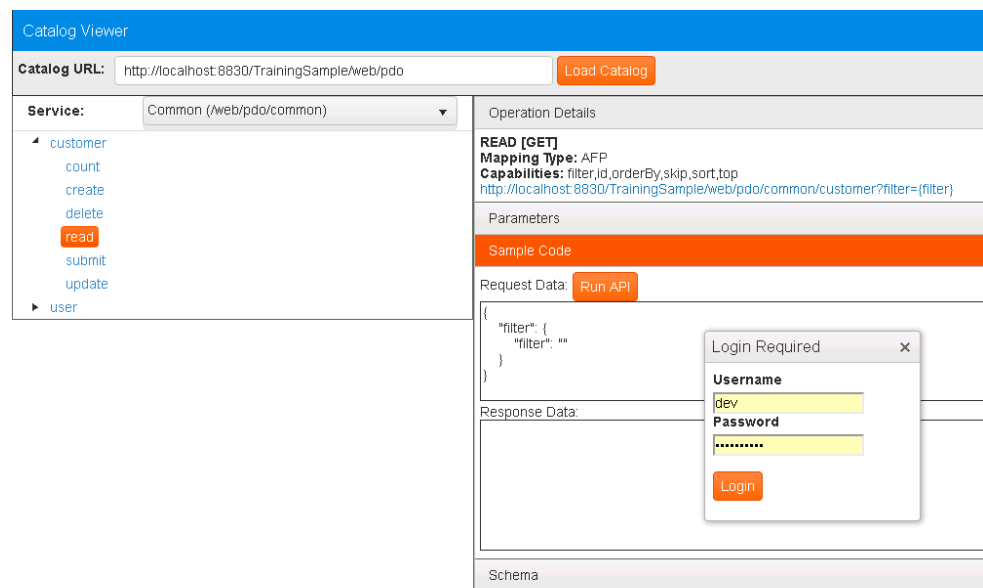 Catalog Viewer
Catalog URL: http://localhost:8830/TrainingSample/web/pdo Load Catalog
Service: Common (/web/pdo/common)
customer
count
create
delete
read
submit
update
user
Operation Details
READ [GET]
Mapping Type: AFP
Capabilities: filter,id,orderBy,skip,sort,top
http://localhost:8830/TrainingSample/web/pdo/common/customer?filter={filter}
Parameters
Sample Code
Request Data: Run API
{
"filter": {
"filter": ""
}
}
Response Data:
Login Required
Username
dev
Password
••••••••••
Login
Schema